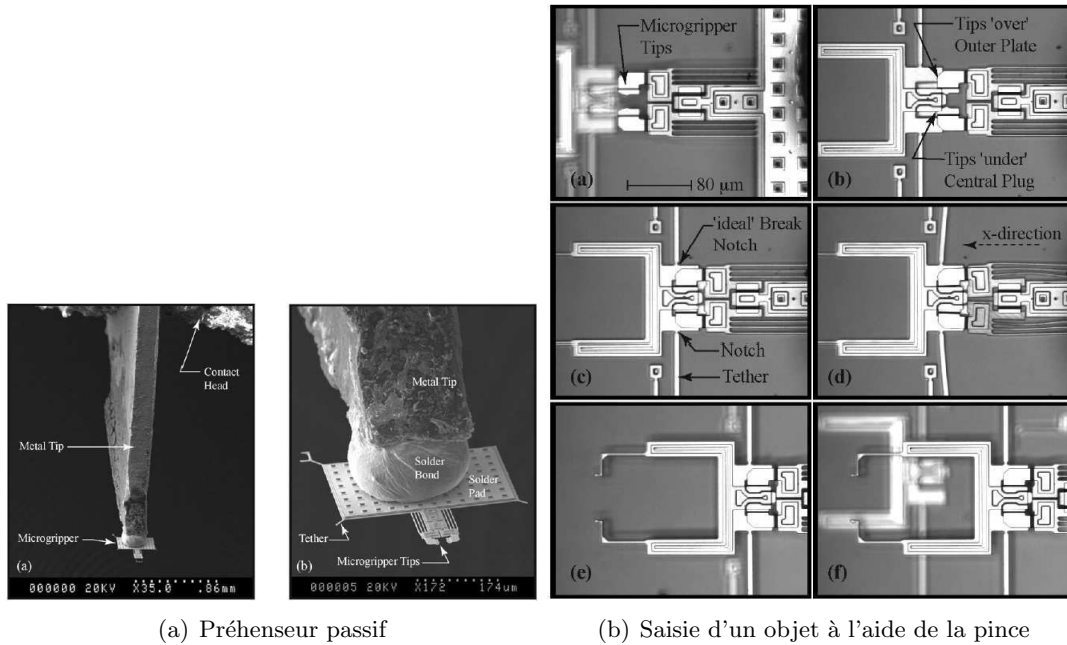 Contact
Head
Metal Tip
Microgripper
(a)
000000 20KV X35.0 .86mm
Metal Tip
Solder
Bond
Solder
Pad
Tether
Microgripper Tips
(b)
000005 20KV X172 174um
(a) Préhenseur passif
Microgripper
Tips
(a)
80 μm
Tips 'over'
Outer Plate
Tips 'under'
Central Plug
(b)
'ideal' Break
Notch
Notch
Tether
(c)
x-direction
(d)
(e)
(f)
(b) Saisie d'un objet à l'aide de la pince